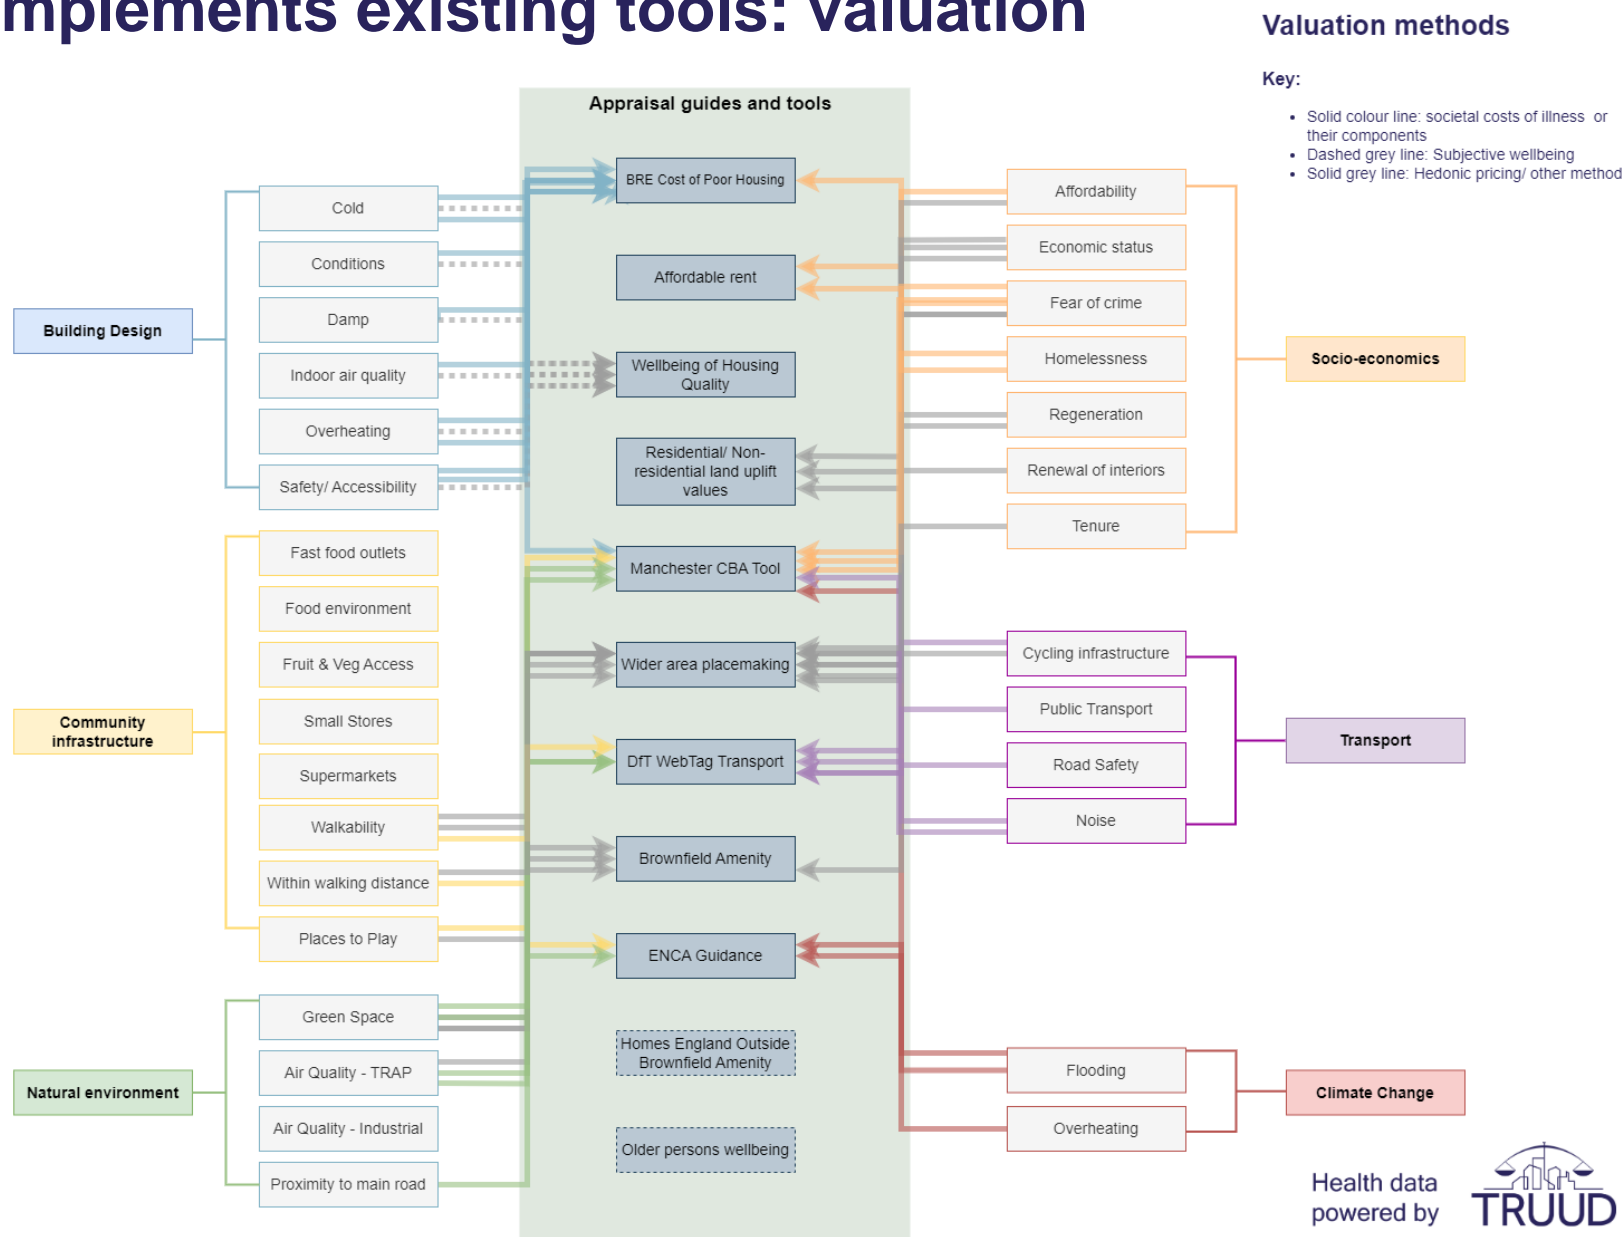 mplements existing tools: valuation
Valuation methods
Key:
• Solid colour line: societal costs of illness or
their components
• Dashed grey line: Subjective wellbeing
• Solid grey line: Hedonic pricing/ other method
Appraisal guides and tools
BRE Cost of Poor Housing
Affordable rent
Wellbeing of Housing
Quality
Residential/ Non-
residential land uplift
values
Manchester CBA Tool
Wider area placemaking
DfT WebTag Transport
Brownfield Amenity
ENCA Guidance
Homes England Outside
Brownfield Amenity
Older persons wellbeing
Building Design
Cold
Conditions
Damp
Indoor air quality
Overheating
Safety/ Accessibility
Community
infrastructure
Fast food outlets
Food environment
Fruit & Veg Access
Small Stores
Supermarkets
Walkability
Within walking distance
Places to Play
Natural environment
Green Space
Air Quality - TRAP
Air Quality - Industrial
Proximity to main road
Affordability
Economic status
Fear of crime
Homelessness
Regeneration
Renewal of interiors
Tenure
Socio-economics
Cycling infrastructure
Public Transport
Road Safety
Noise
Transport
Flooding
Overheating
Climate Change
Health data
powered by
TRUUD